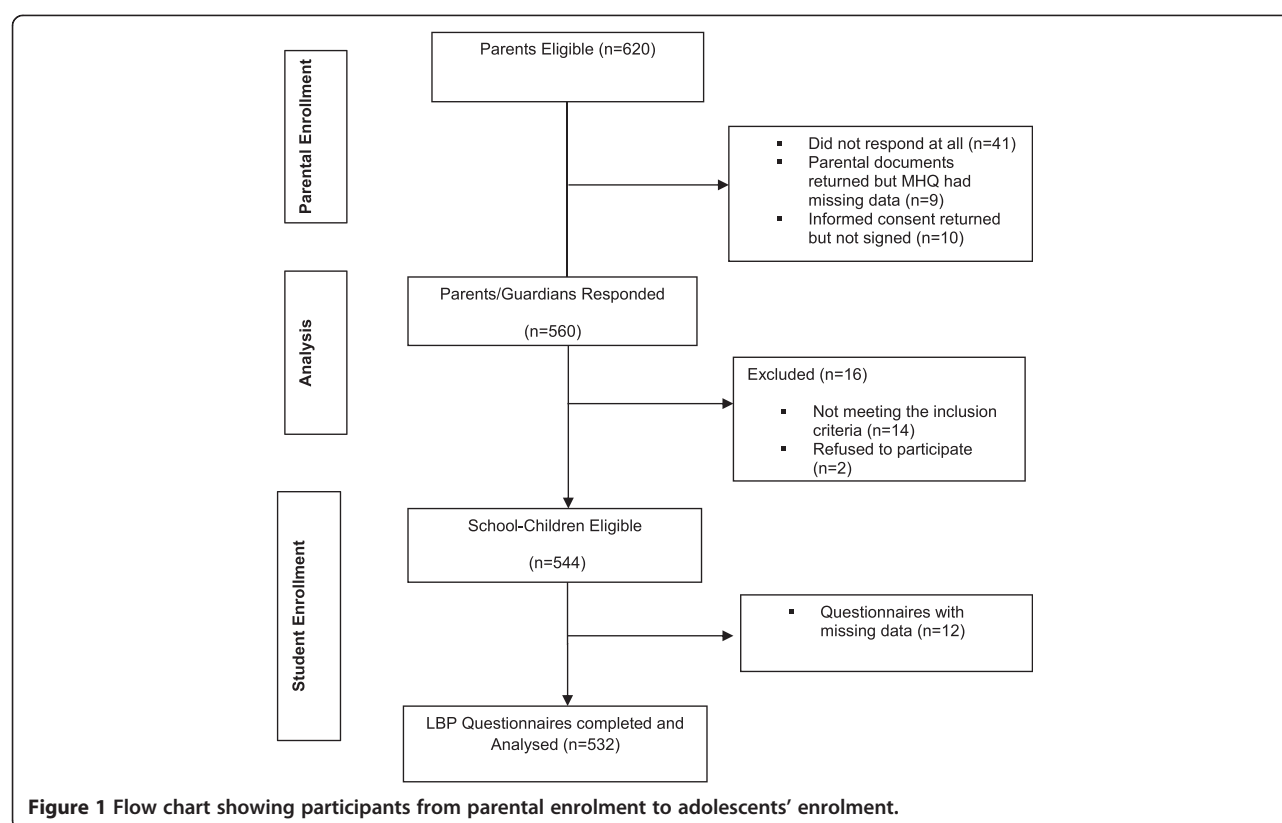 Parental Enrollment
Parents Eligible (n=620)
▪ Did not respond at all (n=41)
▪ Parental documents
returned but MHQ had
missing data (n=9)
▪ Informed consent returned
but not signed (n=10)
Analysis
Parents/Guardians Responded
(n=560)
Excluded (n=16)
▪ Not meeting the inclusion
criteria (n=14)
▪ Refused to participate
(n=2)
Student Enrollment
School-Children Eligible
(n=544)
▪ Questionnaires with
missing data (n=12)
LBP Questionnaires completed and
Analysed (n=532)
Figure 1 Flow chart showing participants from parental enrolment to adolescents’ enrolment.